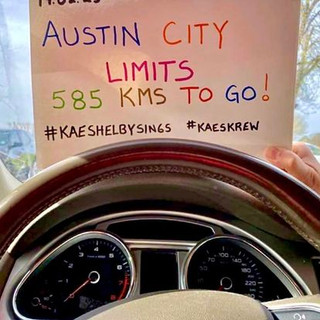 AUSTIN CITY
LIMITS
585 KMS TO GO!
#KAESHELBYSINGS #KAESKREW